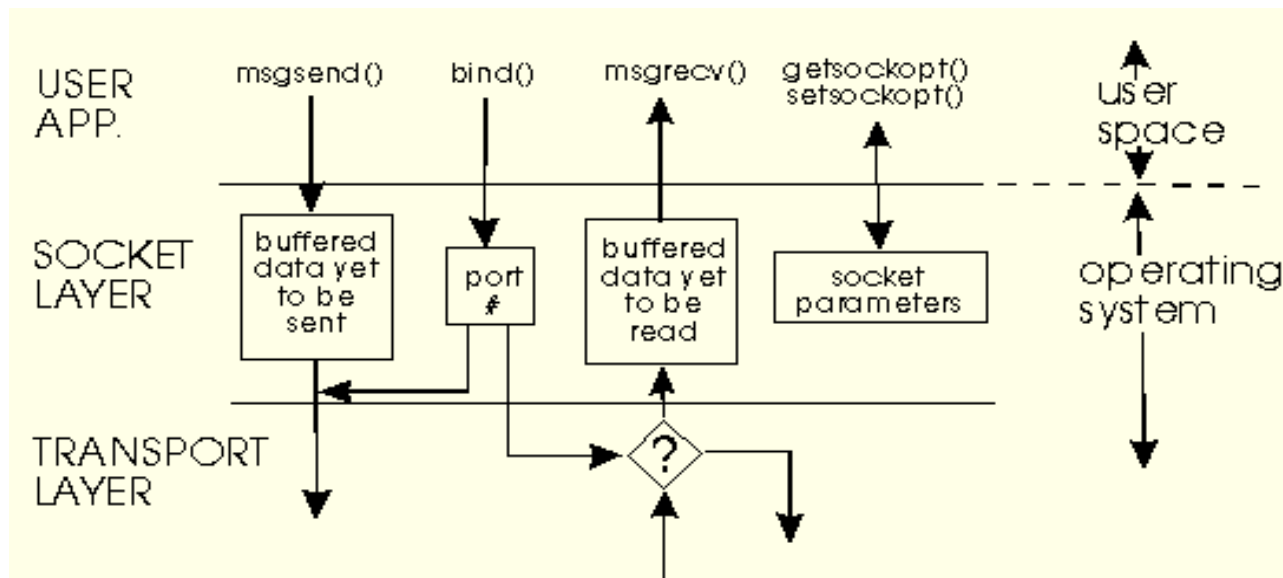 USER
APP.
msgsend()
bind()
msgrecv()
getsockopt()
setsockopt()
user
space
SOCKET
LAYER
buffered
data yet
to be
sent
port
#
buffered
data yet
to be
read
socket
parameters
operating
system
TRANSPORT
LAYER
?